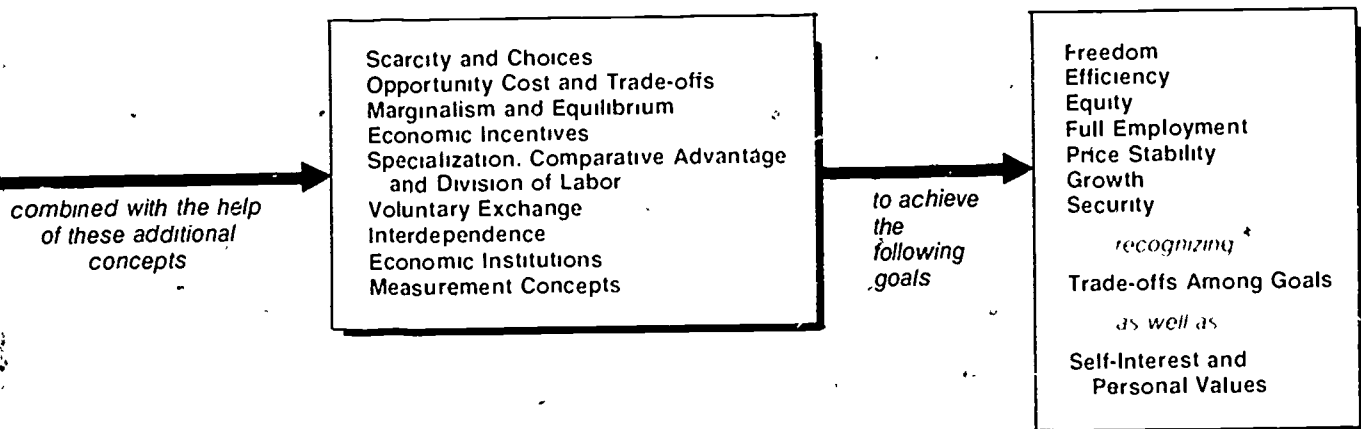 combined with the help
of these additional
concepts
Scarcity and Choices
Opportunity Cost and Trade-offs
Marginalism and Equilibrium
Economic Incentives
Specialization. Comparative Advantage
and Division of Labor
Voluntary Exchange
Interdependence
Economic Institutions
Measurement Concepts
to achieve
the
following
goals
Freedom
Efficiency
Equity
Full Employment
Price Stability
Growth
Security
recognizing
Trade-offs Among Goals
as well as
Self-Interest and
Personal Values